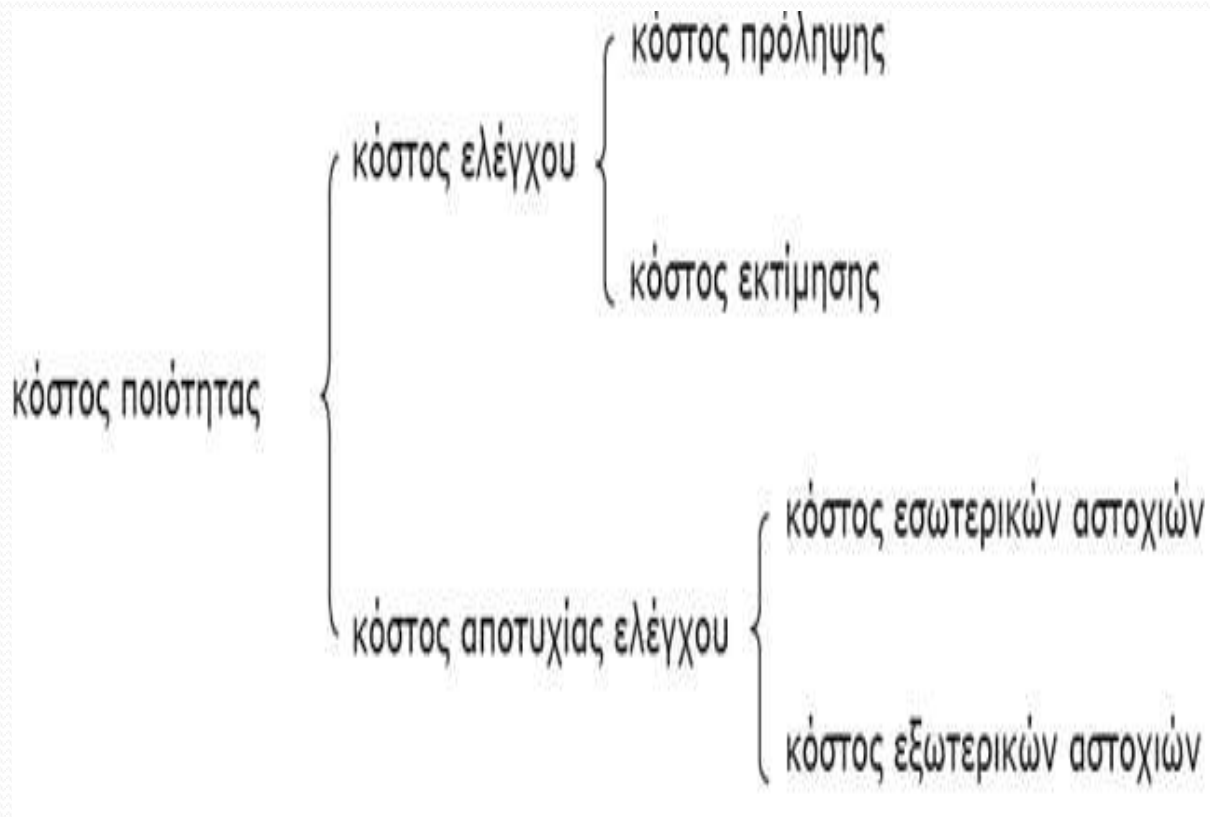 κόστος πρόληψης
κόστος ελέγχου
κόστος εκτίμησης
κόστος ποιότητας
κόστος εσωτερικών αστοχιών
κόστος αποτυχίας ελέγχου
κόστος εξωτερικών αστοχιών